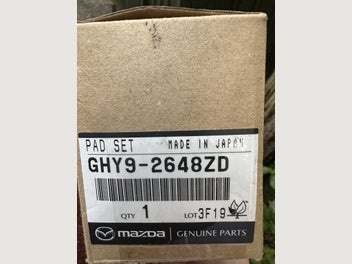 PAD SET MADE IN JAPAN
GHY9-2648ZD
QTY 1 LOT 3F19
mazda GENUINE PARTS